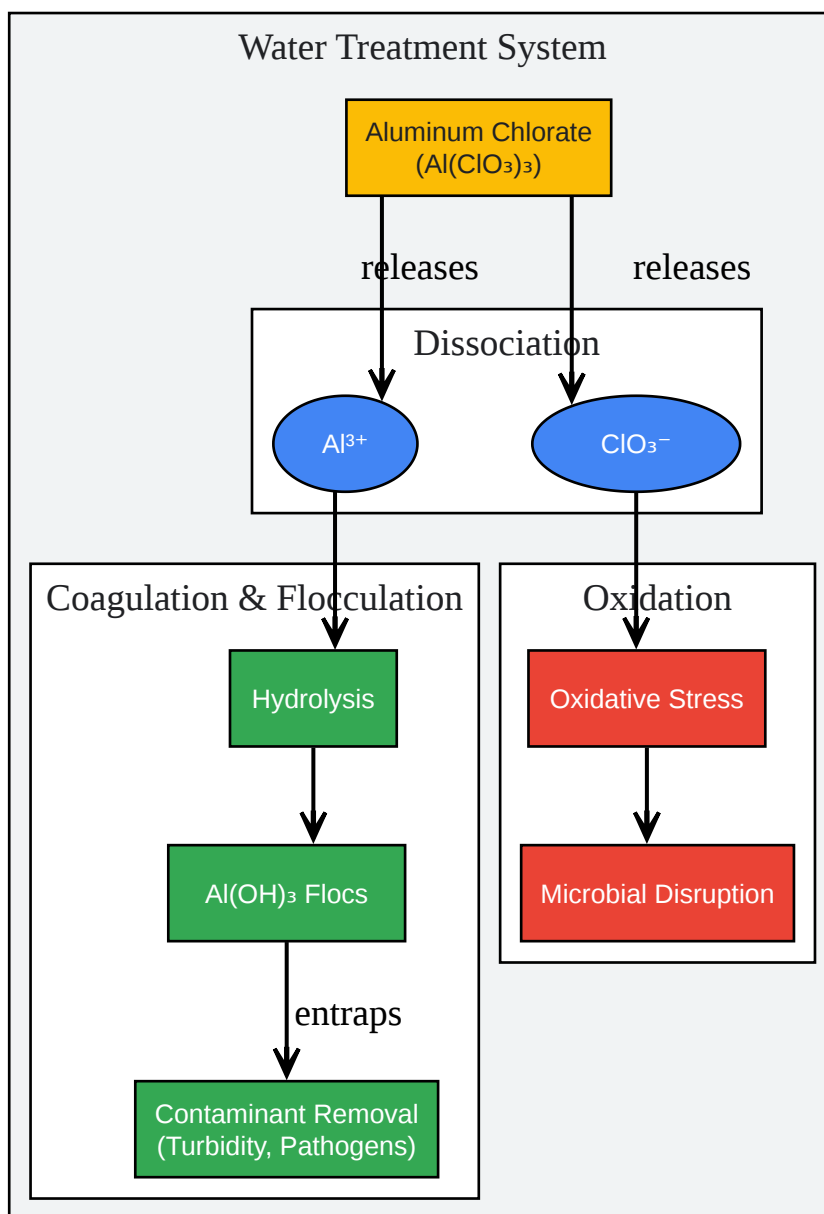 Water Treatment System
Aluminum Chlorate
(Al(ClO₃)₃)
releases
releases
Dissociation
Al³⁺
ClO₃⁻
Coagulation & Flocculation
Oxidation
Hydrolysis
Oxidative Stress
Al(OH)₃ Flocs
Microbial Disruption
entraps
Contaminant Removal
(Turbidity, Pathogens)